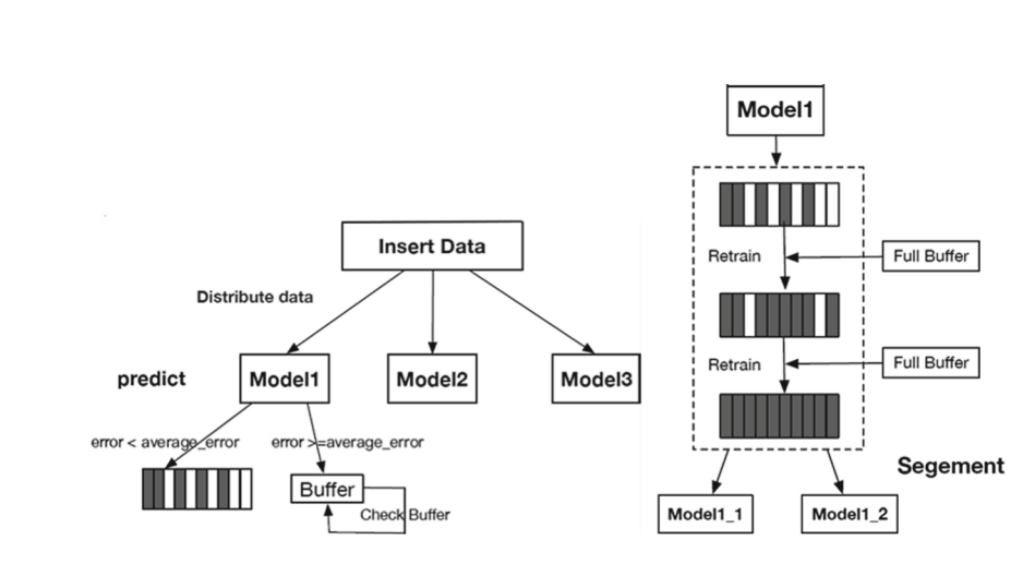 Insert Data
Distribute data
predict
Model1
Model2
Model3
error < average_error
error >=average_error
Buffer
Check Buffer
Model1
Retrain
Full Buffer
Retrain
Full Buffer
Segement
Model1_1
Model1_2